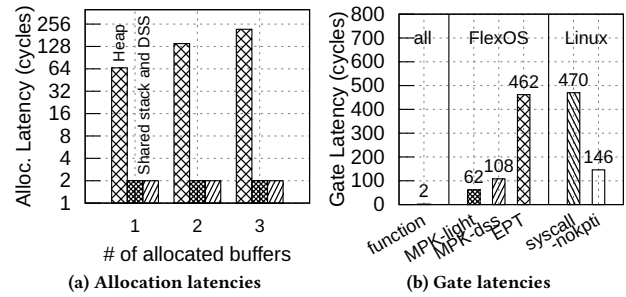 Alloc. Latency (cycles)
256
128
64
32
16
8
4
2
1
Heap
Shared stack and DSS
1 2 3
# of allocated buffers
(a) Allocation latencies
Gate Latency (cycles)
800
700
600
500
400
300
200
100
0
all FlexOS Linux
2
62
108
462
470
146
function
MPK-light
MPK-dss
EPT
syscall
-nokpti
(b) Gate latencies